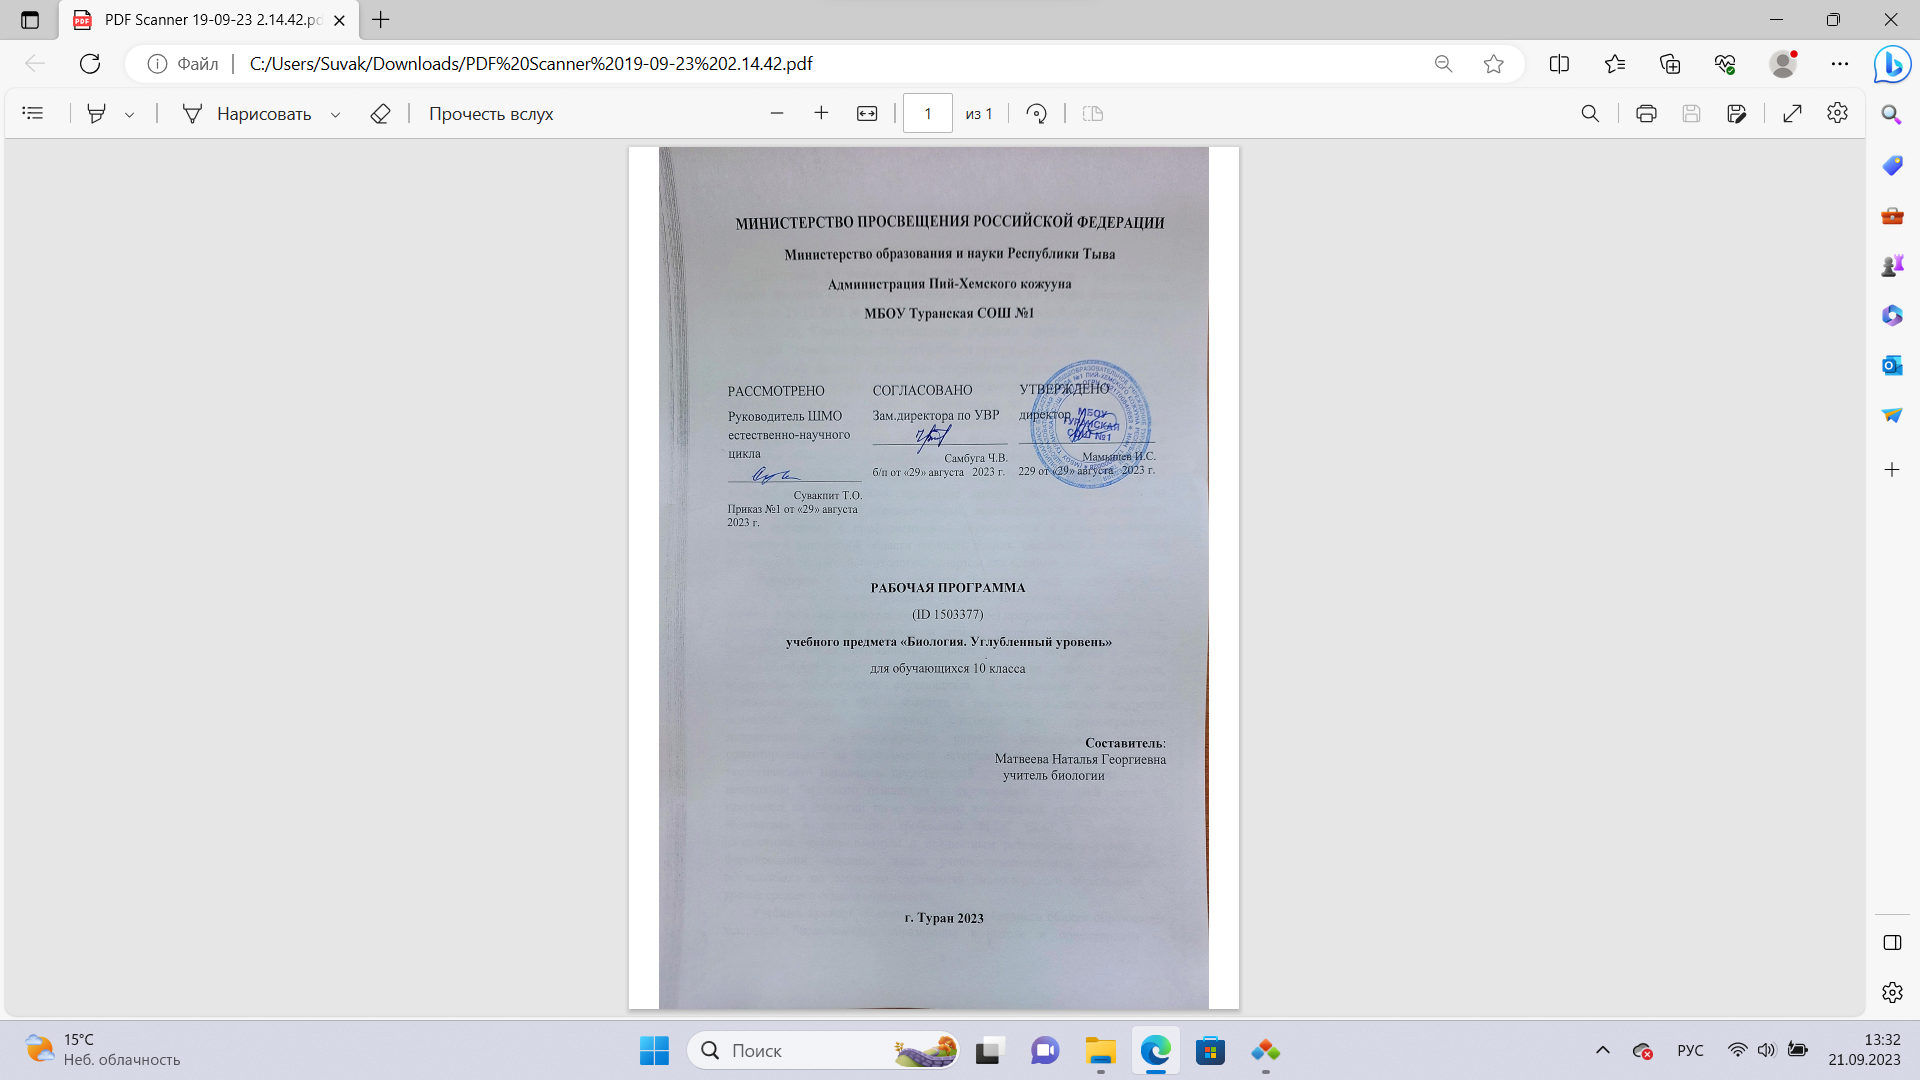 PDF Scanner 19-09-23 2.14.42.pd
Файл
C:/Users/Suvak/Downloads/PDF%20Scanner%2019-09-23%202.14.42.pdf
Нарисовать
Прочесть вслух
1
из 1
МИНИСТЕРСТВО ПРОСВЕЩЕНИЯ РОССИЙСКОЙ ФЕДЕРАЦИИ
Министерство образования и науки Республики Тыва
Администрация Пий-Хемского кожууна
МБОУ Туранская СОШ №1
РАССМОТРЕНО
Руководитель ШМО
естественно-научного
цикла
Сувакпит Т.О.
Приказ №1 от «29» августа
2023 г.
СОГЛАСОВАНО
Зам.директора по УВР
Самбуга Ч.В.
б/п от «29» августа 2023 г.
УТВЕРЖДЕНО
директор
Мамышев И.С.
229 от «29» августа 2023 г.
МБОУ
ТУРАНСКАЯ
СОШ №1
РАБОЧАЯ ПРОГРАММА
(ID 1503377)
учебного предмета «Биология. Углубленный уровень»
для обучающихся 10 класса
Составитель:
Матвеева Наталья Георгиевна
учитель биологии
г. Туран 2023
15°C
Неб. облачность
Поиск
РУС
13:32
21.09.2023